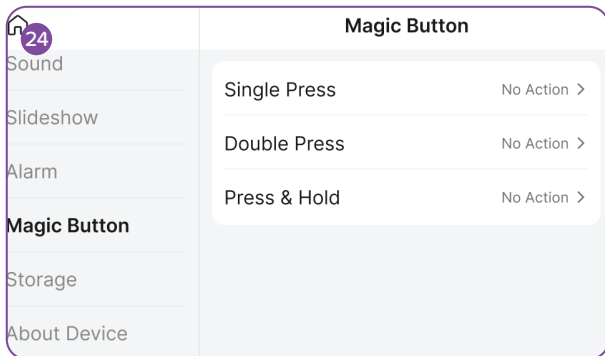 24
Magic Button
Sound
Slideshow
Alarm
Magic Button
Storage
About Device
Single Press No Action >
Double Press No Action >
Press & Hold No Action >